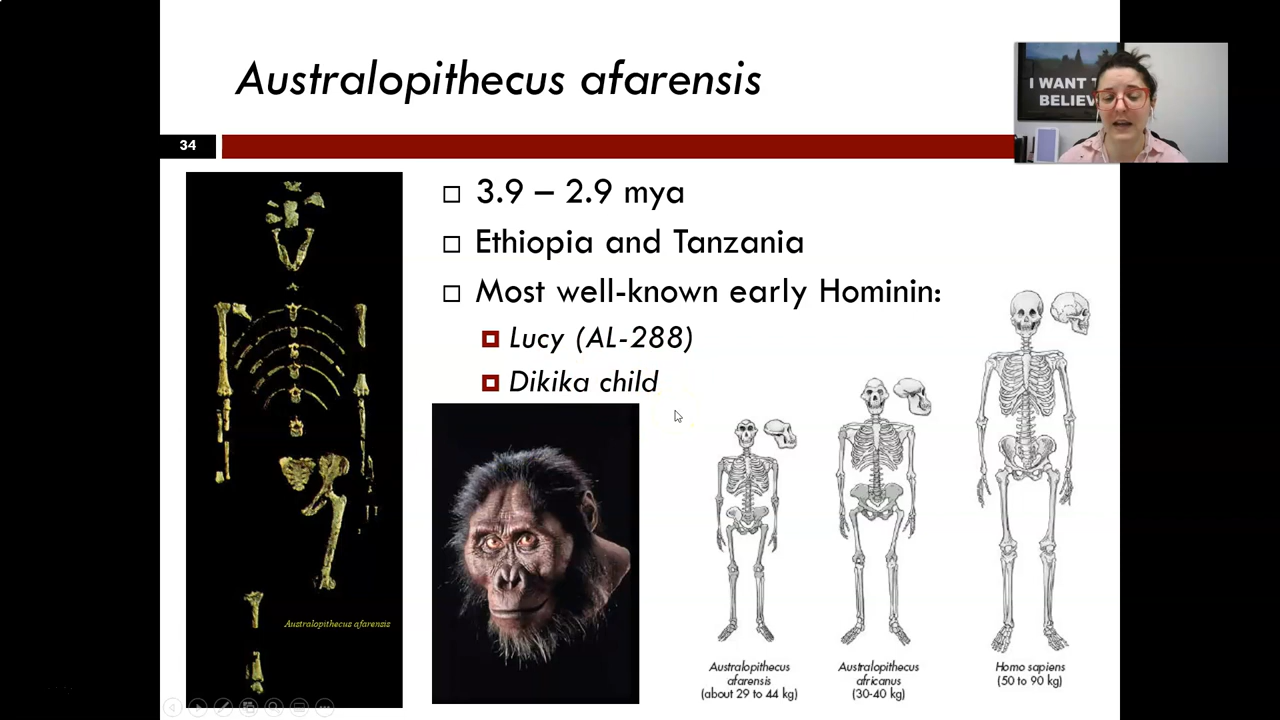 Australopithecus afarensis
I WANT T
BELIEV
34
3.9 – 2.9 mya
Ethiopia and Tanzania
Most well-known early Hominin:
Lucy (AL-288)
Dikika child
Australopithecus afarensis
Australopithecus
afarensis
(about 29 to 44 kg)
Australopithecus
africanus
(30-40 kg)
Homo sapiens
(50 to 90 kg)